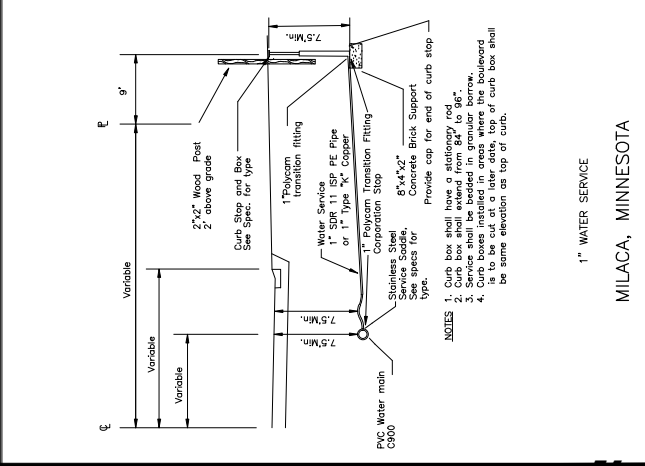 ℄
℄
9'
Variable
Variable
Variable
2"x2" Wood Post
2' above grade
Curb Stop and Box
See Spec. for type
7.5'Min.
1"Polycam
transition fitting
Water Service
1" SDR 11 ISP PE Pipe
or 1" Type "K" Copper
1" Polycam Transition Fitting
Corporation Stop
7.5'Min.
7.5'Min.
Stainless Steel
Service Saddle,
See specs for
type.
8"x4"x2"
Concrete Brick Support
Provide cap for end of curb stop
PVC Water main
C900
NOTES
1. Curb box shall have a stationary rod
2. Curb box shall extend from 84" to 96".
3. Service shall be bedded in granular borrow.
4. Curb boxes installed in areas where the boulevard
is to be cut at a later date, top of curb box shall
be same elevation as top of curb.
1" WATER SERVICE
MILACA, MINNESOTA